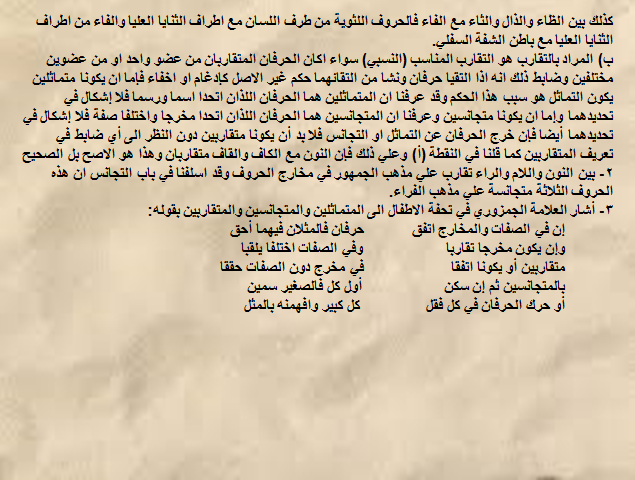 كذلك بين الظاء والذال والثاء مع الفاء فالحروف اللثوية من طرف اللسان مع اطراف الثنايا العليا والفاء من اطراف
الثنايا العليا مع باطن الشفة السفلي.
ب) المراد بالتقارب هو التقارب المناسب (النسبي) سواء اكان الحرفان المتقاربان من عضو واحد او من عضوين
مختلفين وضابط ذلك انه اذا التقيا حرفان ونشا من التقائهما حكم غير الاصل كإدغام او اخفاء فإما ان يكونا متماثلين
يكون التماثل هو سبب هذا الحكم وقد عرفنا ان المتماثلين هما الحرفان اللذان اتحدا اسما ورسما فلا إشكال في
تحديدهما وإما ان يكونا متجانسين وعرفنا ان المتجانسين هما الحرفان اللذان اتحدا مخرجا واختلفا صفة فلا إشكال في
تحديدهما أيضا فإن خرج الحرفان عن التماثل او التجانس فلا بد أن يكونا متقاربين دون النظر الى أي ضابط في
تعريف المتقاربين كما قلنا في النقطة (أ) وعلي ذلك فإن النون مع الكاف والقاف متقاربان وهذا هو الاصح بل الصحيح
٢- بين النون واللام والراء تقارب علي مذهب الجمهور في مخارج الحروف وقد اسلفنا في باب التجانس ان هذه
الحروف الثلاثة متجانسة علي مذهب الفراء.
٣- أشار العلامة الجمزوري في تحفة الاطفال الى المتماثلين والمتجانسين والمتقاربين بقوله:
إن في الصفات والمخارج اتفق حرفان فالمثلان فيهما أحق
وإن يكون مخرجا تقاربا وفي الصفات اختلفا يلقبا
متقاربين أو يكونا اتفقا في مخرج دون الصفات حققا
بالمتجانسين ثم إن سكن أول كل فالصغير سمين
أو حرك الحرفان في كل فقل كل كبير وافهمنه بالمثل